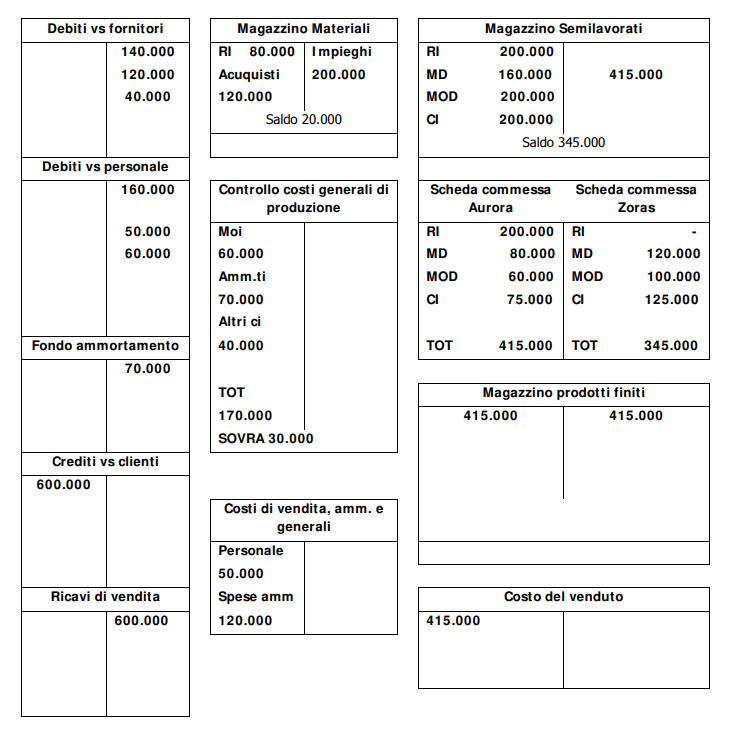 Debiti vs fornitori
140.000
120.000
40.000
Debiti vs personale
160.000
50.000
60.000
Fondo ammortamento
70.000
Crediti vs clienti
600.000
Ricavi di vendita
600.000
Magazzino Materiali
RI 80.000 Impieghi
Acuquisti 200.000
120.000
Saldo 20.000
Controllo costi generali di
produzione
Moi
60.000
Amm.ti
70.000
Altri ci
40.000
TOT
170.000
SOVRA 30.000
Costi di vendita, amm. e
generali
Personale
50.000
Spese amm
120.000
Magazzino Semilavorati
RI 200.000
MD 160.000 415.000
MOD 200.000
CI 200.000
Saldo 345.000
Scheda commessa
Aurora
RI 200.000
MD 80.000
MOD 60.000
CI 75.000
TOT 415.000
Scheda commessa
Zoras
RI -
MD 120.000
MOD 100.000
CI 125.000
TOT 345.000
Magazzino prodotti finiti
415.000 415.000
Costo del venduto
415.000